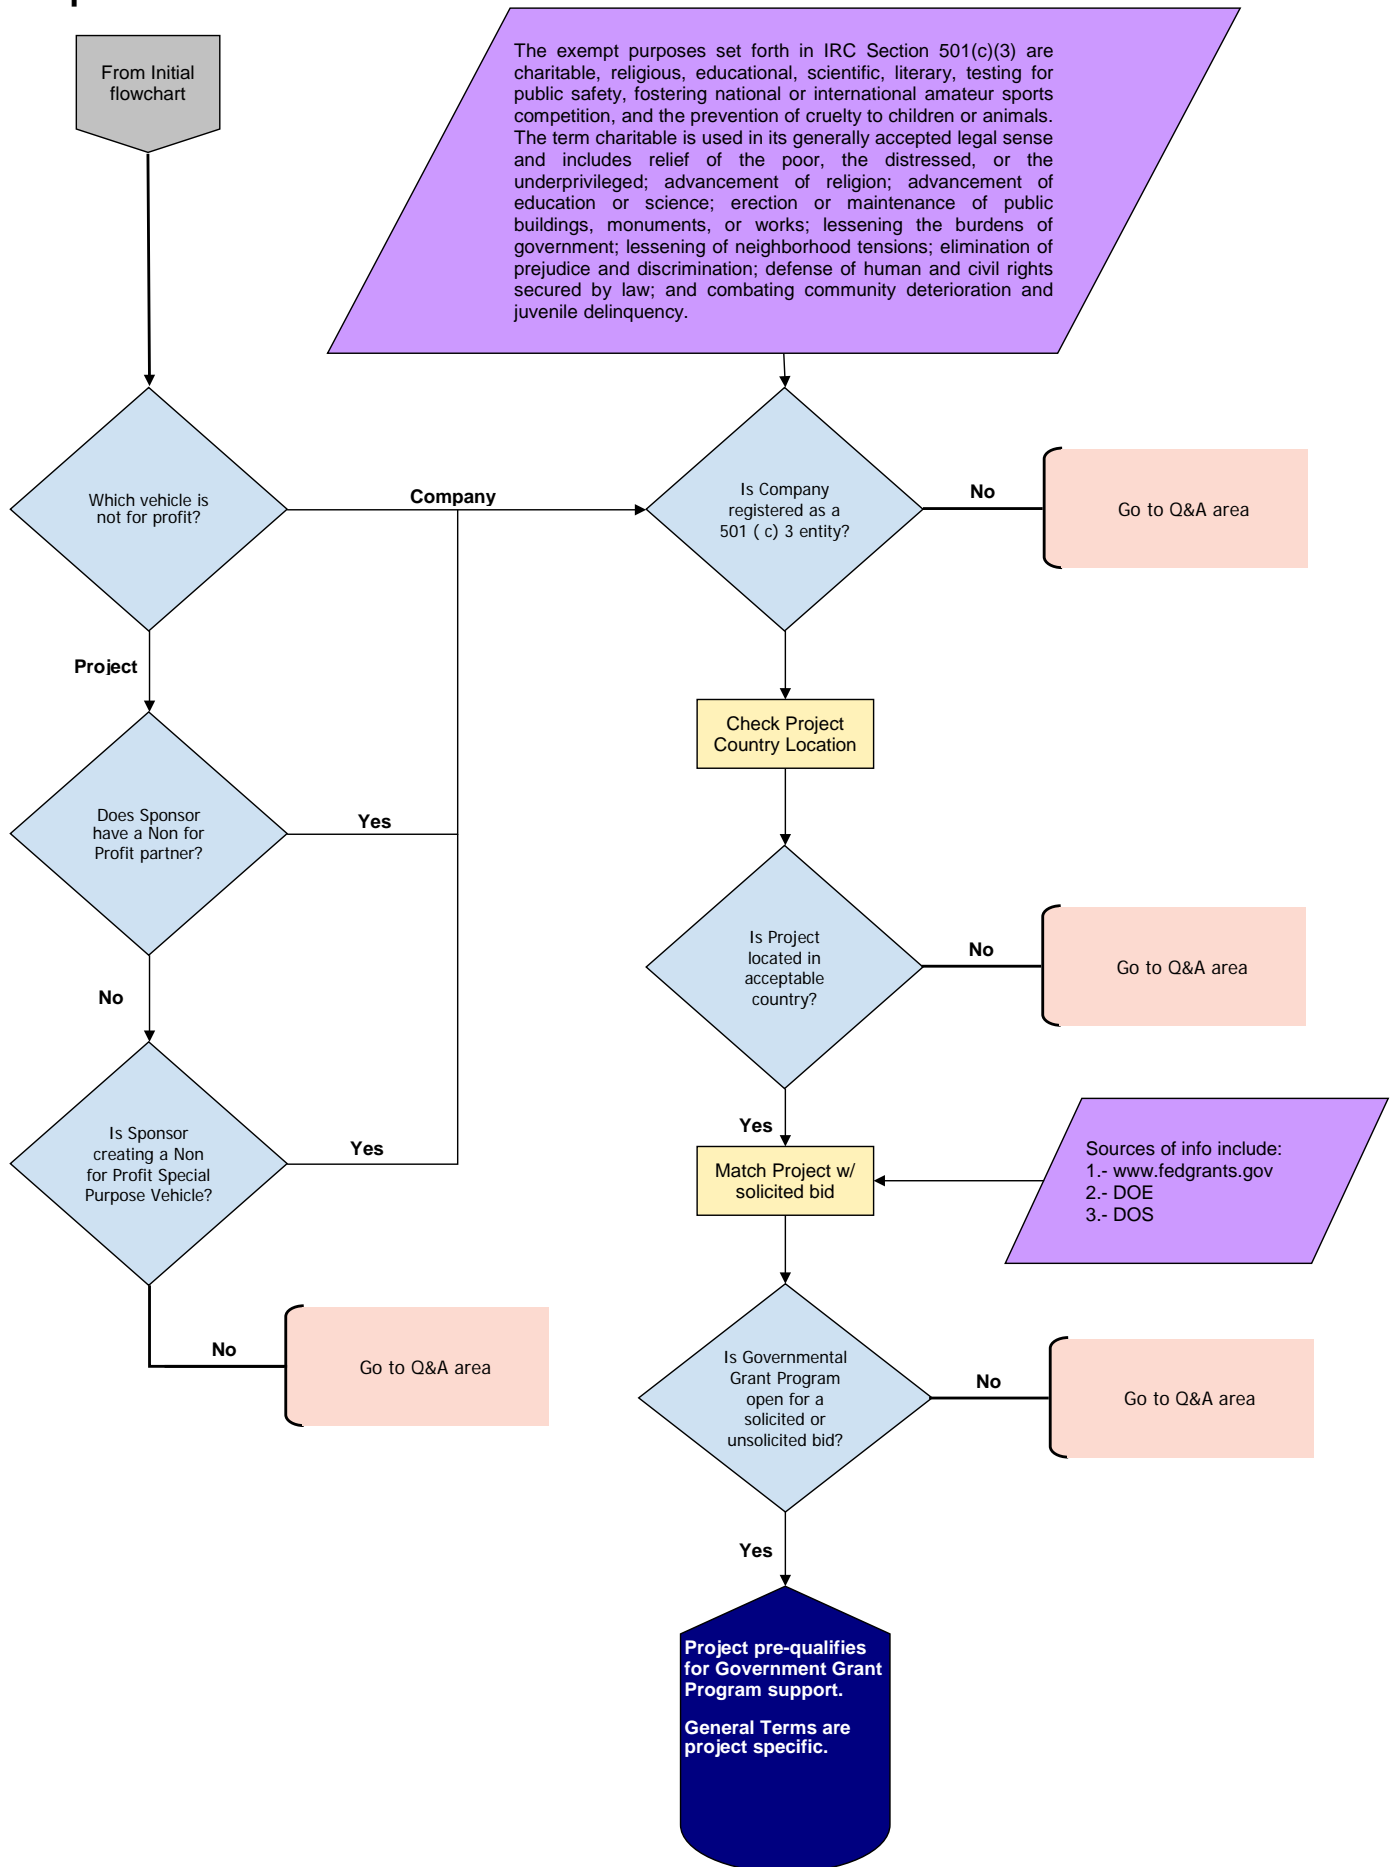 From Initial
flowchart
The exempt purposes set forth in IRC Section 501(c)(3) are
charitable, religious, educational, scientific, literary, testing for
public safety, fostering national or international amateur sports
competition, and the prevention of cruelty to children or animals.
The term charitable is used in its generally accepted legal sense
and includes relief of the poor, the distressed, or the
underprivileged; advancement of religion; advancement of
education or science; erection or maintenance of public
buildings, monuments, or works; lessening the burdens of
government; lessening of neighborhood tensions; elimination of
prejudice and discrimination; defense of human and civil rights
secured by law; and combating community deterioration and
juvenile delinquency.
Which vehicle is
not for profit?
Company
Is Company
registered as a
501 ( c) 3 entity?
No
Go to Q&A area
Project
Check Project
Country Location
Does Sponsor
have a Non for
Profit partner?
Yes
Is Project
located in
acceptable
country?
No
Go to Q&A area
No
Is Sponsor
creating a Non
for Profit Special
Purpose Vehicle?
Yes
Yes
Match Project w/
solicited bid
Sources of info include:
1.- www.fedgrants.gov
2.- DOE
3.- DOS
No
Go to Q&A area
Is Governmental
Grant Program
open for a
solicited or
unsolicited bid?
No
Go to Q&A area
Yes
Project pre-qualifies
for Government Grant
Program support.
General Terms are
project specific.